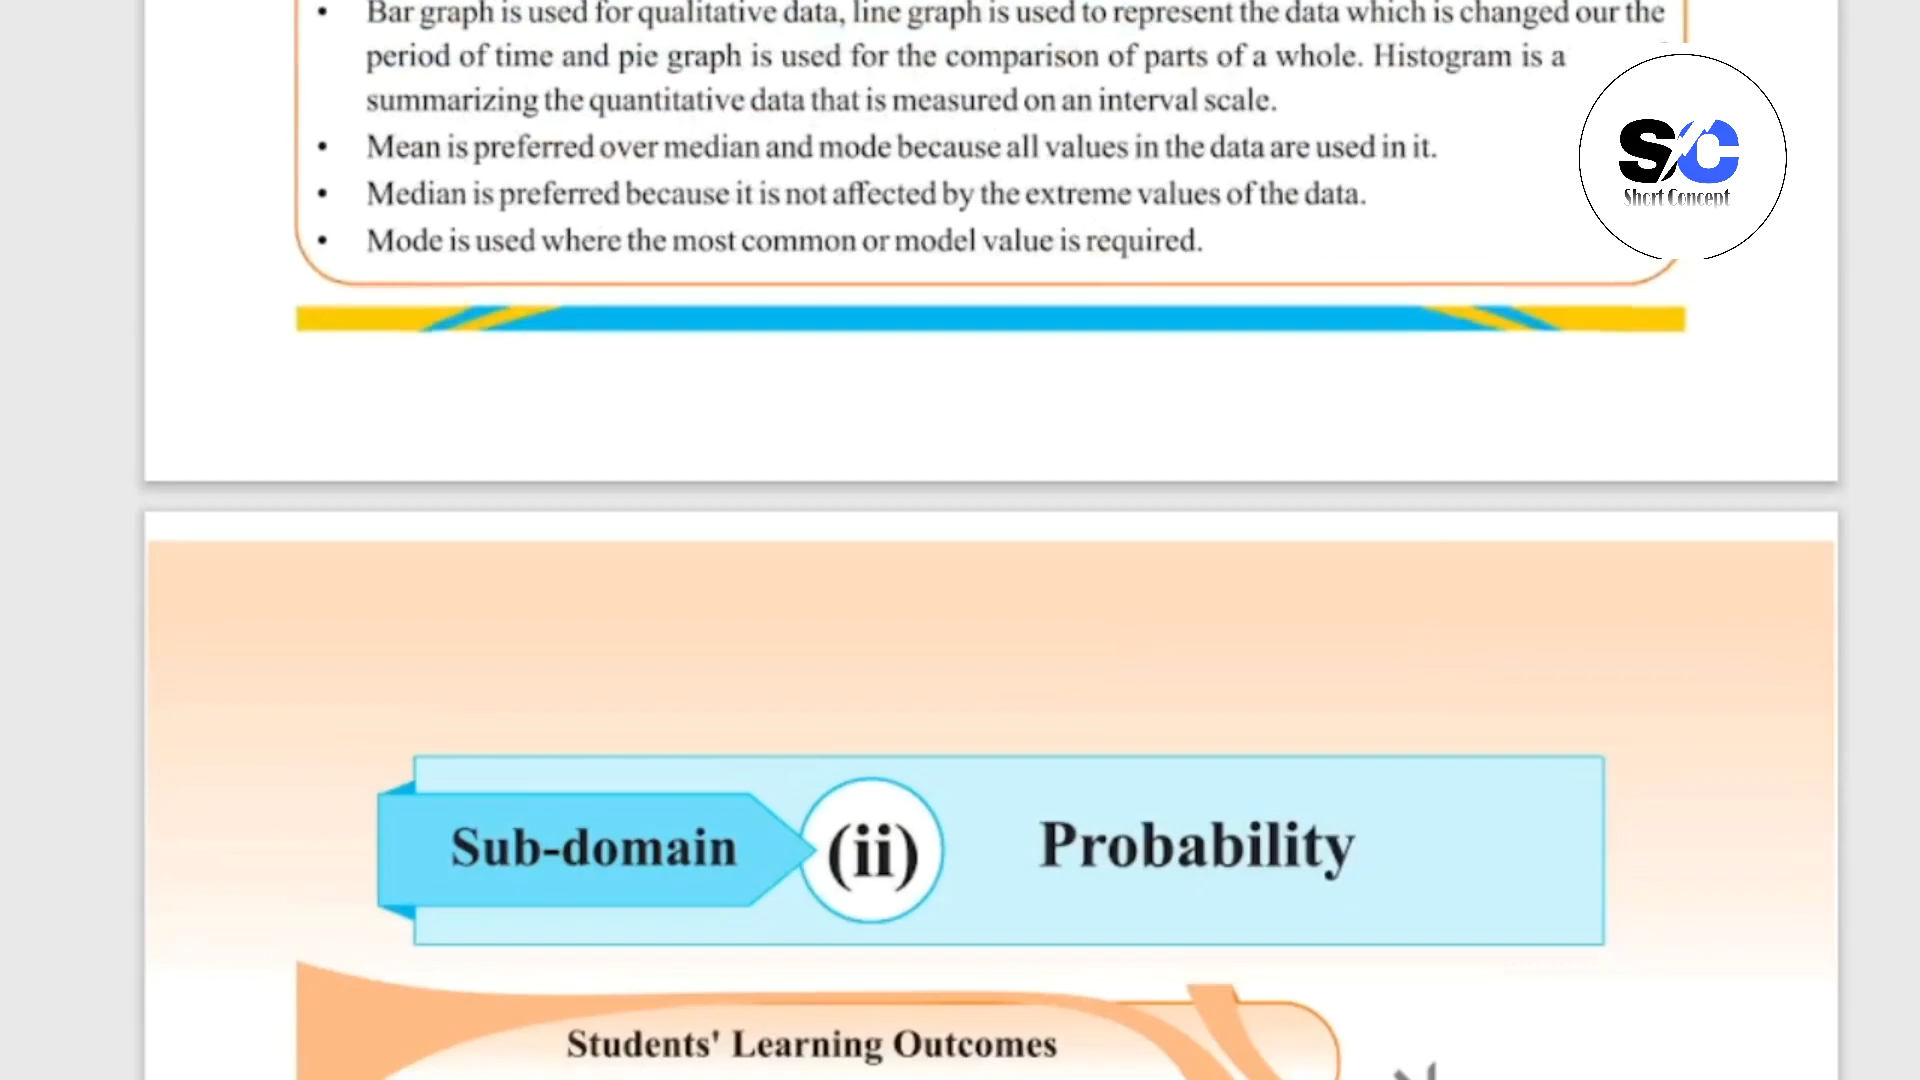 • Bar graph is used for qualitative data, line graph is used to represent the data which is changed our the
period of time and pie graph is used for the comparison of parts of a whole. Histogram is a
summarizing the quantitative data that is measured on an interval scale.
• Mean is preferred over median and mode because all values in the data are used in it.
• Median is preferred because it is not affected by the extreme values of the data.
• Mode is used where the most common or model value is required.
S/C
Short Concept
Sub-domain (ii) Probability
Students' Learning Outcomes